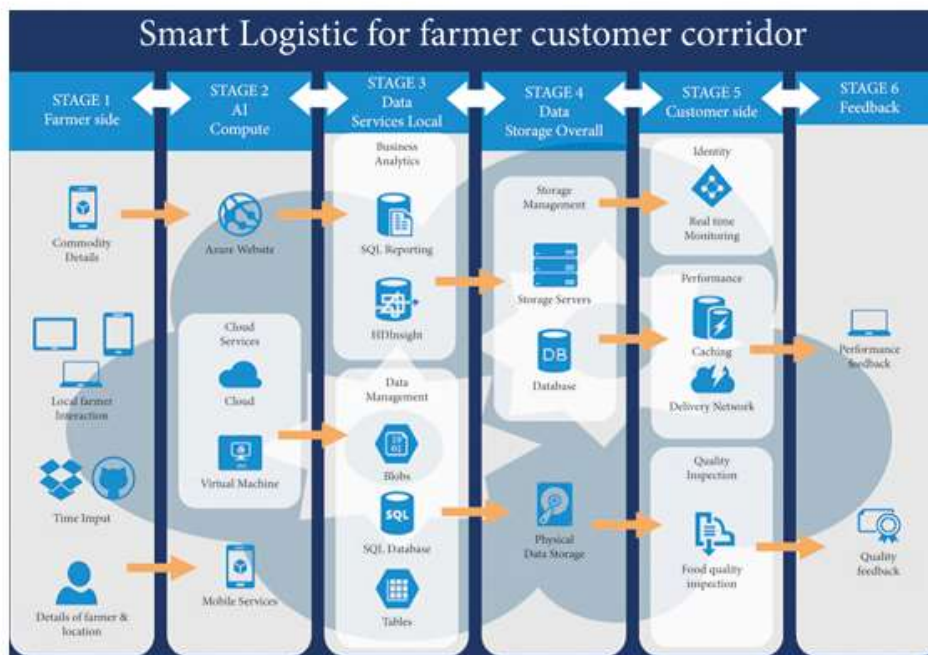 Smart Logistic for farmer customer corridor
STAGE 1
Farmer side
STAGE 2
AI
Compute
STAGE 3
Data
Services Local
STAGE 4
Data
Storage Overall
STAGE 5
Customer side
STAGE 6
Feedback
Commodity
Details
Local farmer
Interaction
Time Imput
Details of farmer &
location
Azure Website
Cloud
Services
Cloud
Virtual Machine
Mobile Services
Business
Analytics
SQL Reporting
HDInsight
Data
Management
Blobs
SQL
SQL Database
Tables
Storage
Management
Storage Servers
DB
Database
Physical
Data Storage
Identity
Real time
Monitoring
Performance
Caching
Delivery Network
Quality
Inspection
Food quality
inspection
Performance
feedback
Quality
feedback